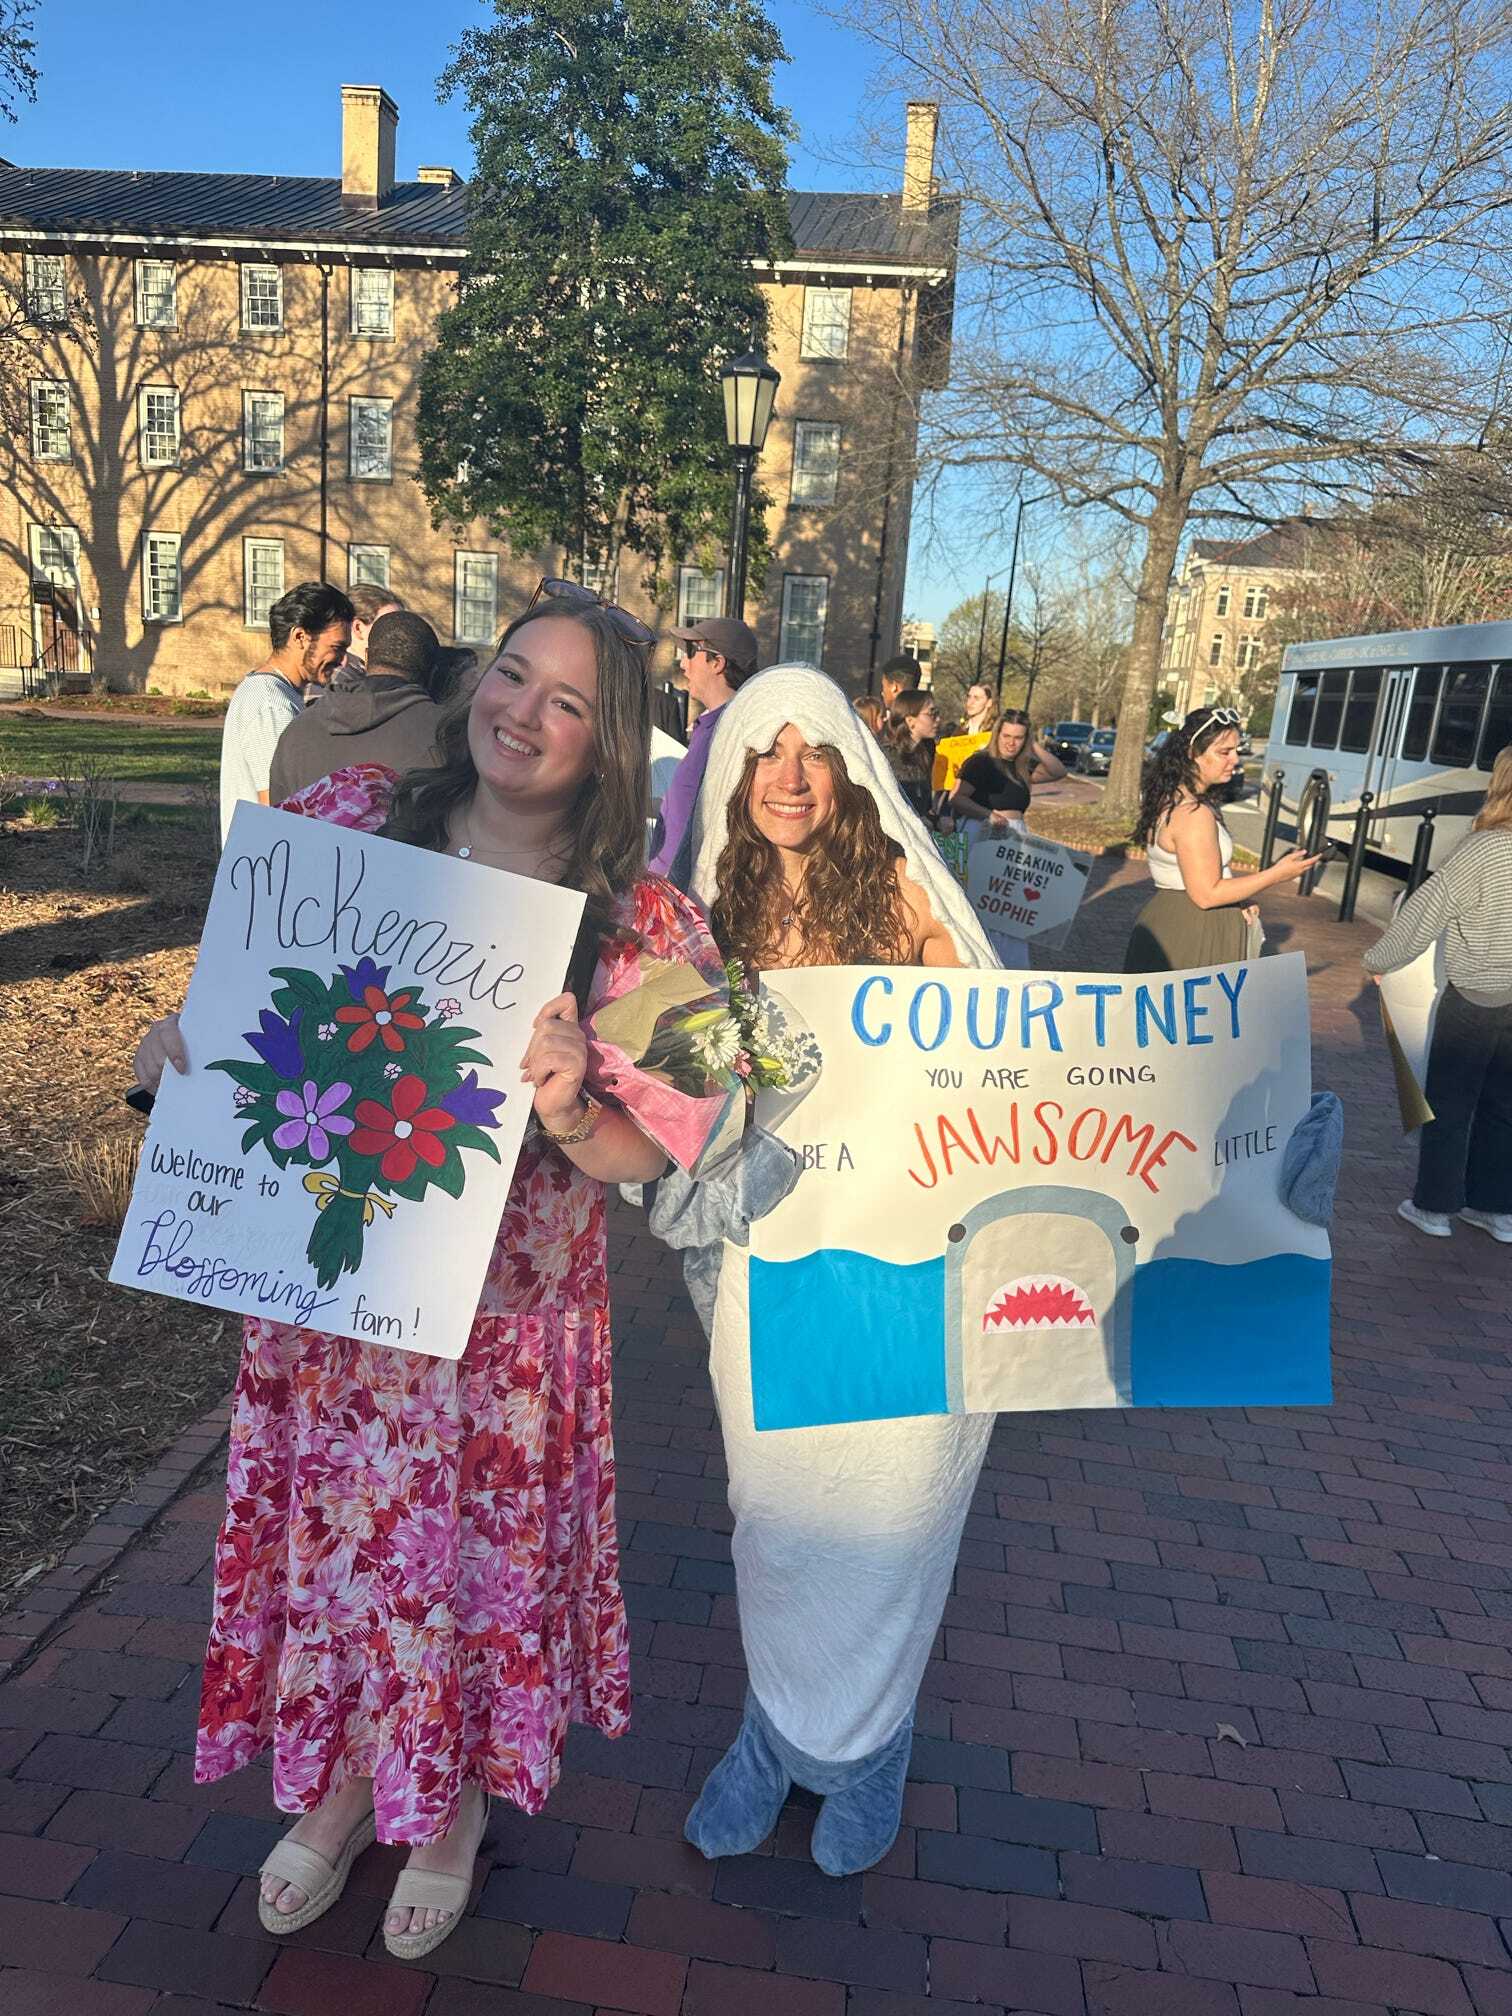 McKenzie
Welcome to
our
Blossoming
fam!
COURTNEY
YOU ARE GOING
BE A JAWSOME LITTLE
BREAKING
NEWS!
WE ♥
SOPHIE